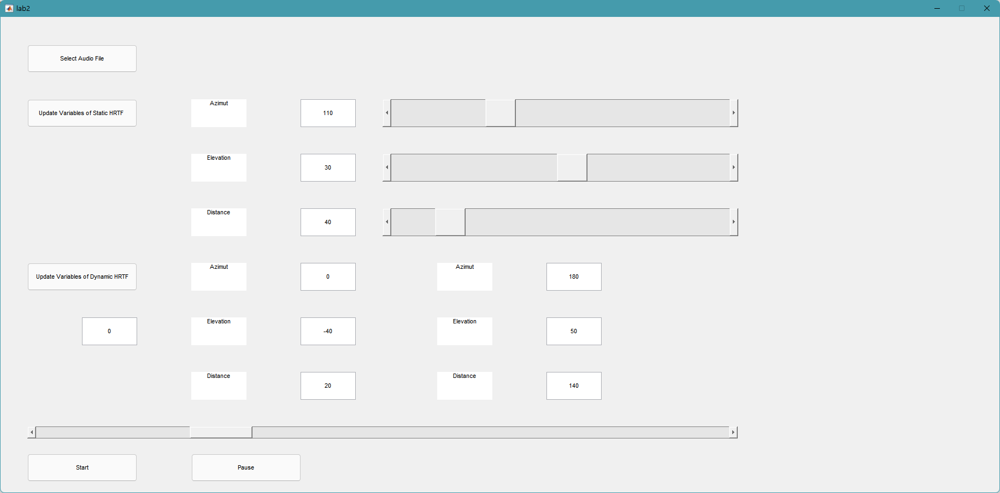 lab2
Select Audio File
Update Variables of Static HRTF
Azimut
110
Elevation
30
Distance
40
Update Variables of Dynamic HRTF
Azimut
0
Azimut
180
0
Elevation
-40
Elevation
50
Distance
20
Distance
140
Start
Pause